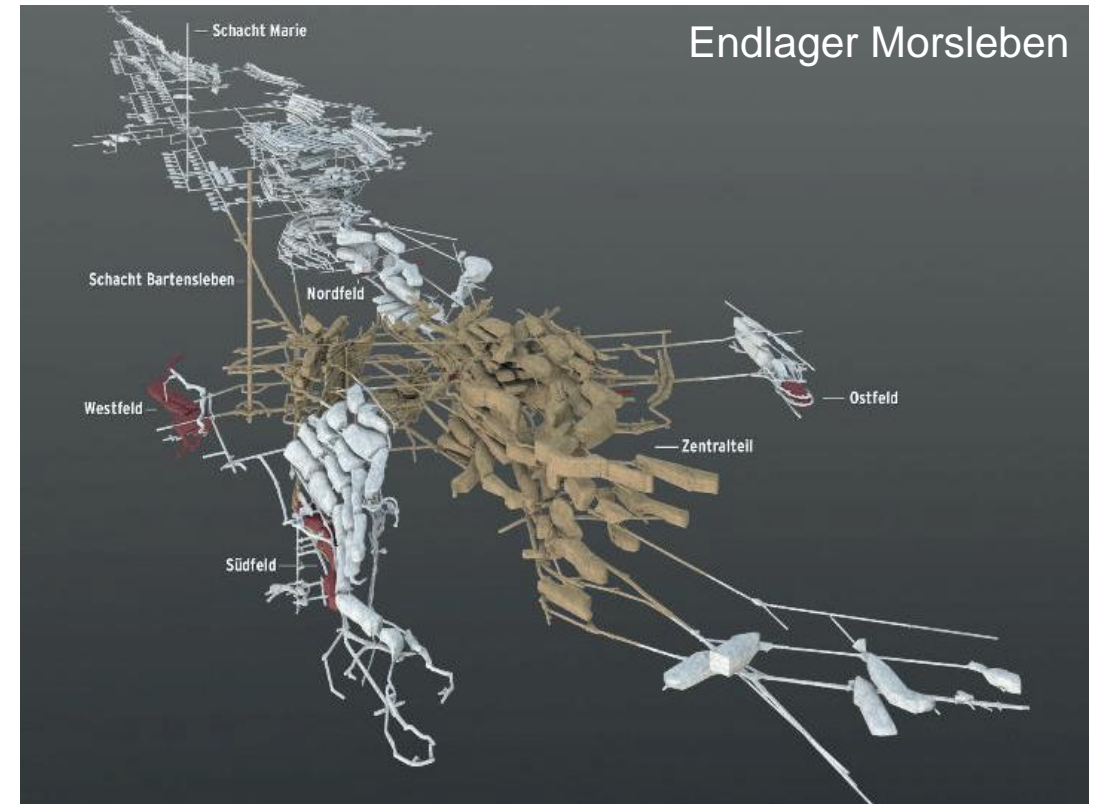 Schacht Marie
Endlager Morsleben
Schacht Bartensleben
Nordfeld
Westfeld
Ostfeld
Zentralteil
Südfeld